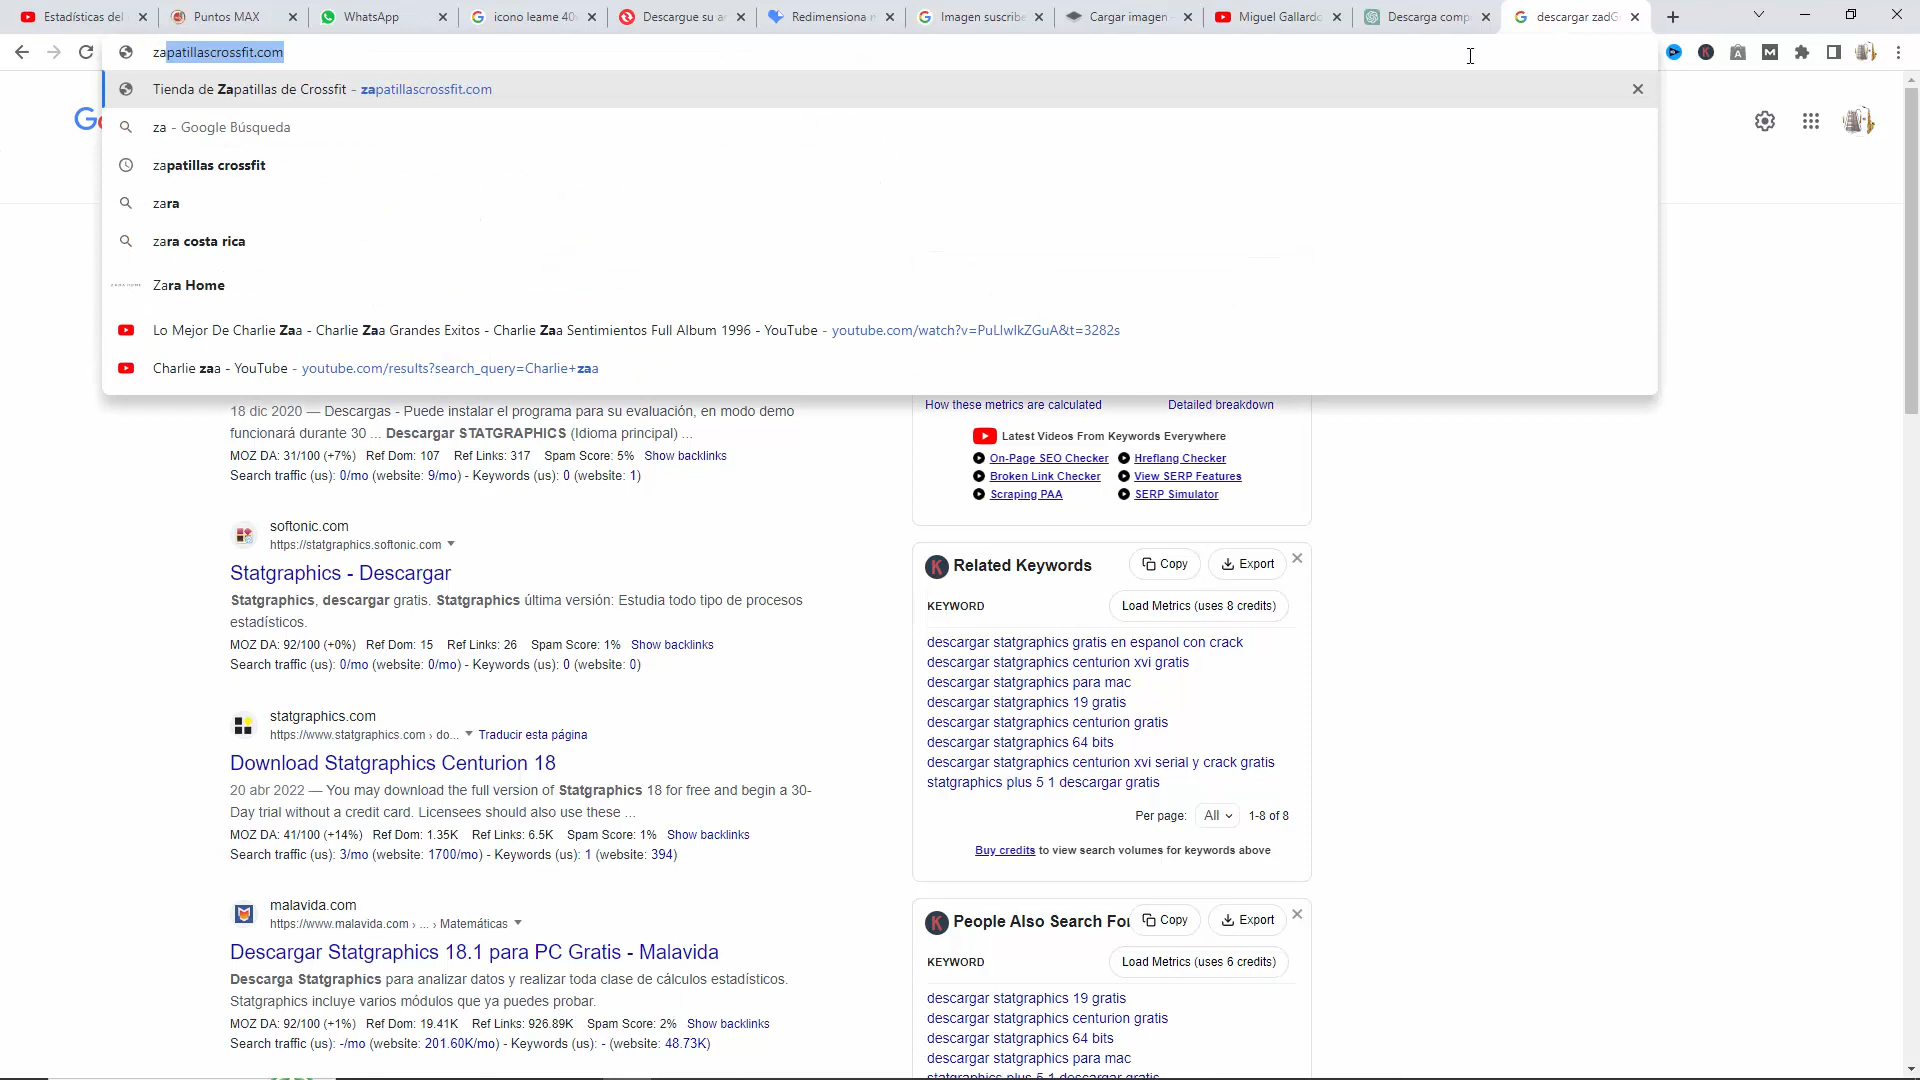 Estadísticas del
Puntos MAX
WhatsApp
icono leame 40x
Descargue su ar
Redimensiona
Imagen suscribe
Cargar imagen
Miguel Gallardo
Descarga comp
descargar zadG
zapatillascrossfit.com
Tienda de Zapatillas de Crossfit - zapatillascrossfit.com
za - Google Búsqueda
zapatillas crossfit
zara
zara costa rica
ZARA HOME
Zara Home
Lo Mejor De Charlie Zaa - Charlie Zaa Grandes Exitos - Charlie Zaa Sentimientos Full Album 1996 - YouTube - youtube.com/watch?v=PuLlwlkZGuA&t=3282s
Charlie zaa - YouTube - youtube.com/results?search_query=Charlie+zaa
18 dic 2020 — Descargas - Puede instalar el programa para su evaluación, en modo demo
funcionará durante 30 ... Descargar STATGRAPHICS (Idioma principal) ...
MOZ DA: 31/100 (+7%) Ref Dom: 107 Ref Links: 317 Spam Score: 5% Show backlinks
Search traffic (us): 0/mo (website: 9/mo) - Keywords (us): 0 (website: 1)
softonic.com
https://statgraphics.softonic.com
Statgraphics - Descargar
Statgraphics, descargar gratis. Statgraphics última versión: Estudia todo tipo de procesos
estadísticos.
MOZ DA: 92/100 (+0%) Ref Dom: 15 Ref Links: 26 Spam Score: 1% Show backlinks
Search traffic (us): 0/mo (website: 0/mo) - Keywords (us): 0 (website: 0)
statgraphics.com
https://www.statgraphics.com › do... Traducir esta página
Download Statgraphics Centurion 18
20 abr 2022 — You may download the full version of Statgraphics 18 for free and begin a 30-
Day trial without a credit card. Licensees should also use these ...
MOZ DA: 41/100 (+14%) Ref Dom: 1.35K Ref Links: 6.5K Spam Score: 1% Show backlinks
Search traffic (us): 3/mo (website: 1700/mo) - Keywords (us): 1 (website: 394)
malavida.com
https://www.malavida.com › ... › Matemáticas
Descargar Statgraphics 18.1 para PC Gratis - Malavida
Descarga Statgraphics para analizar datos y realizar toda clase de cálculos estadísticos.
Statgraphics incluye varios módulos que ya puedes probar.
MOZ DA: 92/100 (+1%) Ref Dom: 19.41K Ref Links: 926.89K Spam Score: 2% Show backlinks
Search traffic (us): -/mo (website: 201.60K/mo) - Keywords (us): - (website: 48.73K)
How these metrics are calculated Detailed breakdown
Latest Videos From Keywords Everywhere
On-Page SEO Checker Hreflang Checker
Broken Link Checker View SERP Features
Scraping PAA SERP Simulator
Related Keywords Copy Export
KEYWORD Load Metrics (uses 8 credits)
descargar statgraphics gratis en espanol con crack
descargar statgraphics centurion xvi gratis
descargar statgraphics para mac
descargar statgraphics 19 gratis
descargar statgraphics centurion gratis
descargar statgraphics 64 bits
descargar statgraphics centurion xvi serial y crack gratis
statgraphics plus 5 1 descargar gratis
Per page: All 1-8 of 8
Buy credits to view search volumes for keywords above
People Also Search For Copy Export
KEYWORD Load Metrics (uses 6 credits)
descargar statgraphics 19 gratis
descargar statgraphics centurion gratis
descargar statgraphics 64 bits
descargar statgraphics para mac
statgraphics plus 5 1 descargar gratis